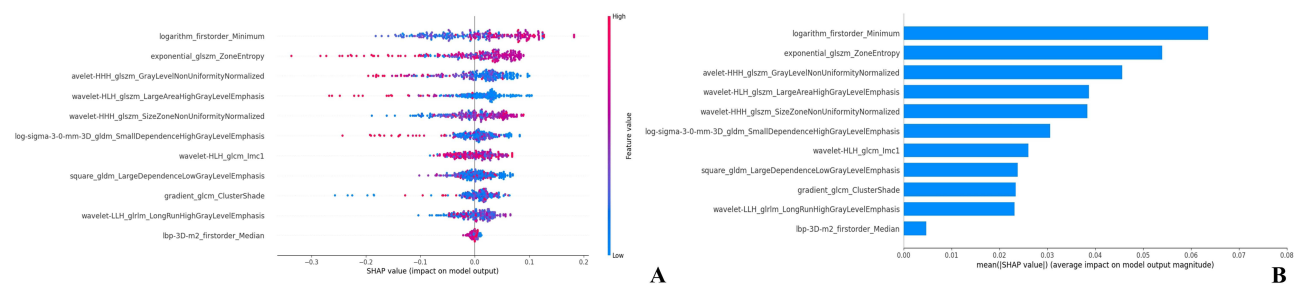 High
logarithm_firstorder_Minimum
exponential_glszm_ZoneEntropy
avelet-HHH_glszm_GrayLevelNonUniformityNormalized
wavelet-HLH_glszm_LargeAreaHighGrayLevelEmphasis
wavelet-HHH_glszm_SizeZoneNonUniformityNormalized
log-sigma-3-0-mm-3D_gldm_SmallDependenceHighGrayLevelEmphasis
wavelet-HLH_glcm_Imc1
square_gldm_LargeDependenceLowGrayLevelEmphasis
gradient_glcm_ClusterShade
wavelet-LLH_glrlm_LongRunHighGrayLevelEmphasis
lbp-3D-m2_firstorder_Median
Feature value
Low
−0.3 −0.2 −0.1 0.0 0.1 0.2
SHAP value (impact on model output)
A
logarithm_firstorder_Minimum
exponential_glszm_ZoneEntropy
avelet-HHH_glszm_GrayLevelNonUniformityNormalized
wavelet-HLH_glszm_LargeAreaHighGrayLevelEmphasis
wavelet-HHH_glszm_SizeZoneNonUniformityNormalized
log-sigma-3-0-mm-3D_gldm_SmallDependenceHighGrayLevelEmphasis
wavelet-HLH_glcm_Imc1
square_gldm_LargeDependenceLowGrayLevelEmphasis
gradient_glcm_ClusterShade
wavelet-LLH_glrlm_LongRunHighGrayLevelEmphasis
lbp-3D-m2_firstorder_Median
0.00 0.01 0.02 0.03 0.04 0.05 0.06 0.07 0.08
mean(|SHAP value|) (average impact on model output magnitude)
B